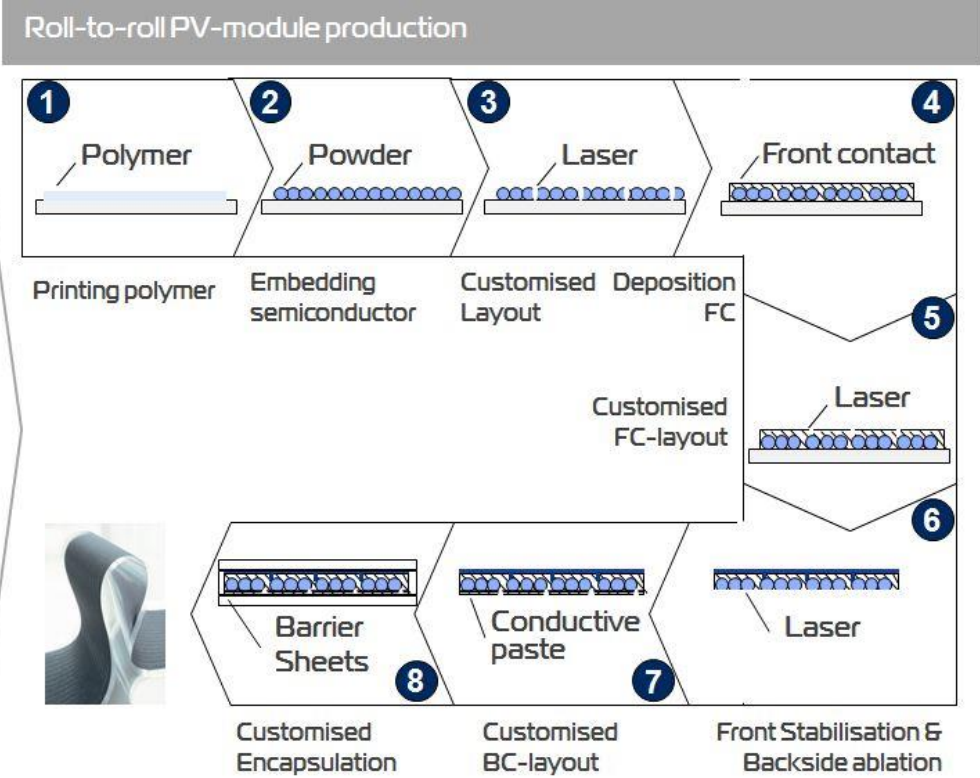 Roll-to-roll PV-module production
1
Polymer
Printing polymer
2
Powder
Embedding
semiconductor
3
Laser
Customised
Layout
4
Front contact
Deposition
FC
5
Laser
Customised
FC-layout
6
Laser
Front Stabilisation &
Backside ablation
7
Conductive
paste
Customised
BC-layout
8
Barrier
Sheets
Customised
Encapsulation